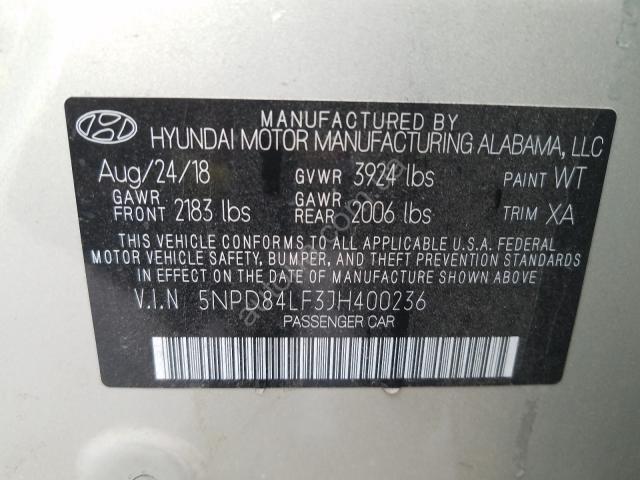 MANUFACTURED BY
HYUNDAI MOTOR MANUFACTURING ALABAMA, LLC
Aug/24/18 GVWR 3924 lbs PAINT WT
GAWR FRONT 2183 lbs GAWR REAR 2006 lbs TRIM XA
THIS VEHICLE CONFORMS TO ALL APPLICABLE U.S.A. FEDERAL
MOTOR VEHICLE SAFETY, BUMPER, AND THEFT PREVENTION STANDARDS
IN EFFECT ON THE DATE OF MANUFACTURE SHOWN ABOVE.
V.I.N 5NPD84LF3JH400236
PASSENGER CAR